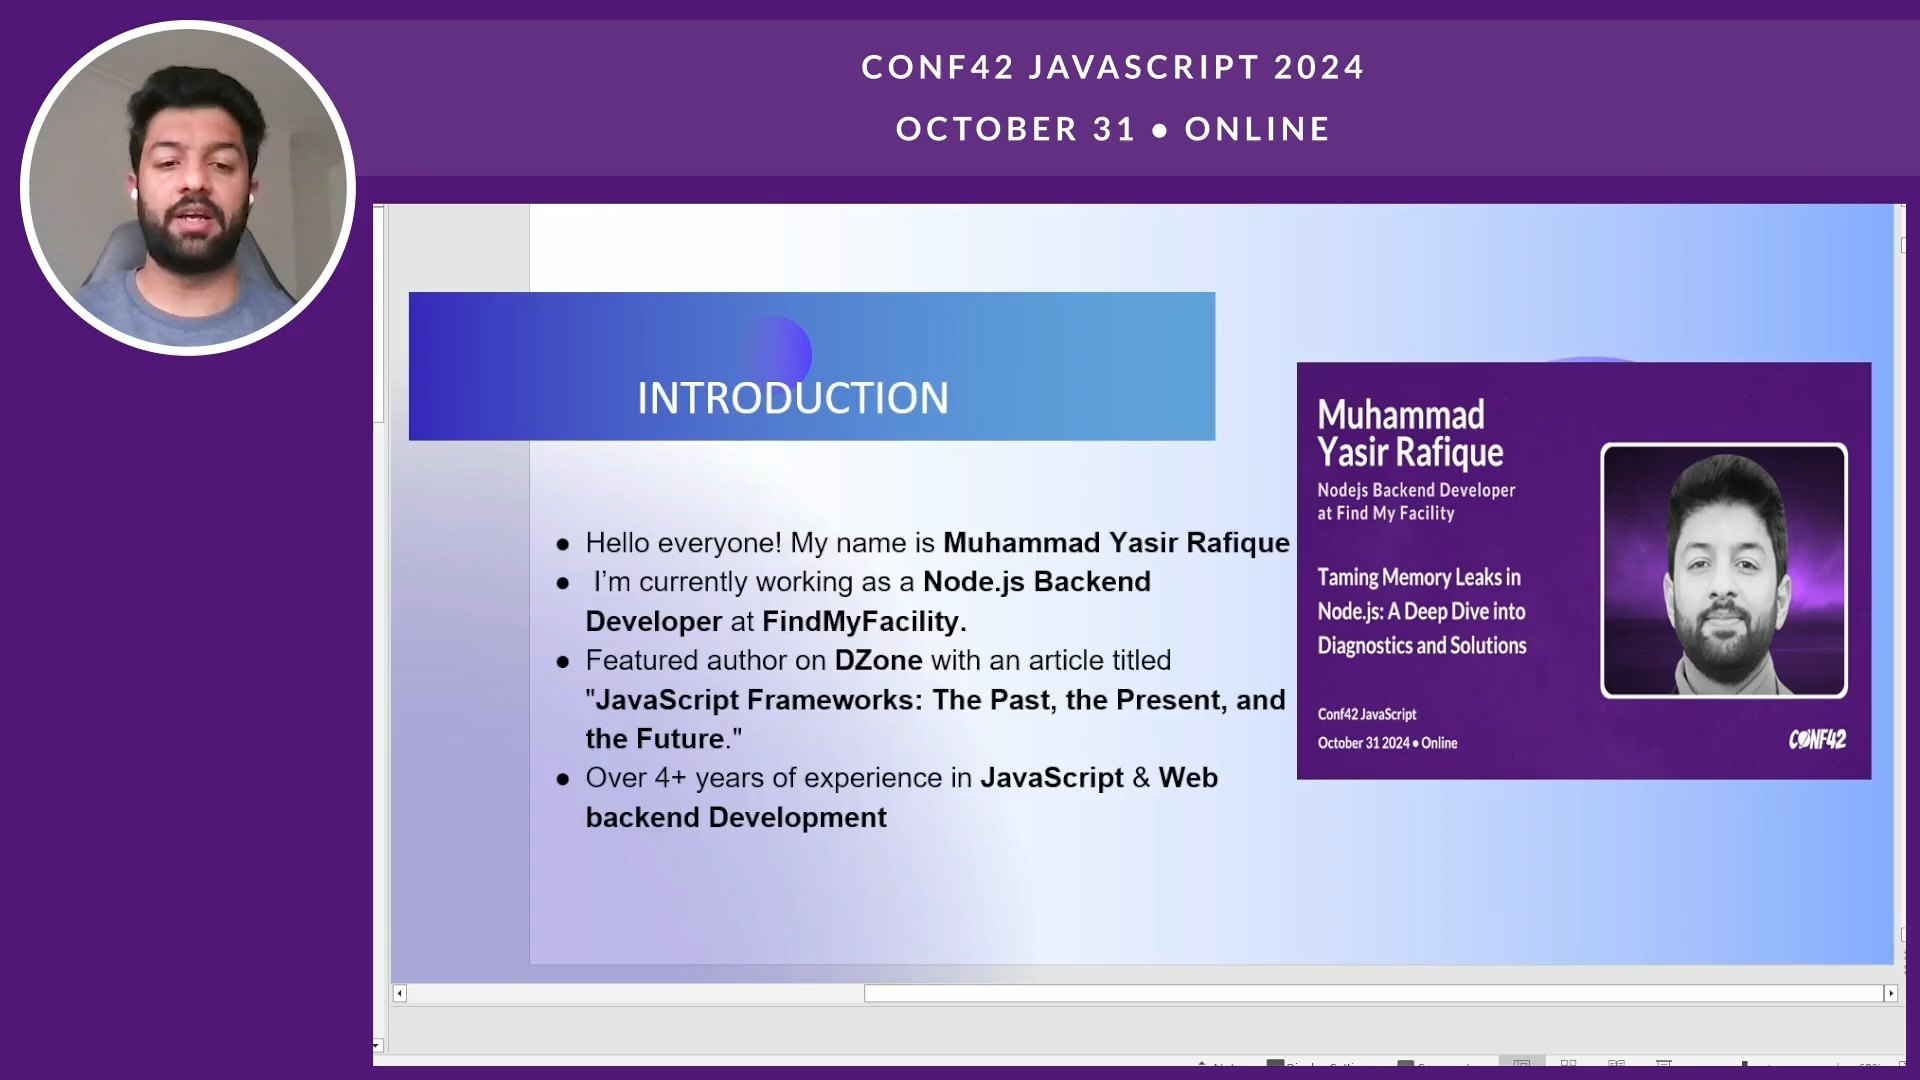 CONF42 JAVASCRIPT 2024
OCTOBER 31 ● ONLINE
INTRODUCTION
● Hello everyone! My name is Muhammad Yasir Rafique
● I’m currently working as a Node.js Backend
Developer at FindMyFacility.
● Featured author on DZone with an article titled
"JavaScript Frameworks: The Past, the Present, and
the Future."
● Over 4+ years of experience in JavaScript & Web
backend Development
Muhammad
Yasir Rafique
Nodejs Backend Developer
at Find My Facility
Taming Memory Leaks in
Node.js: A Deep Dive into
Diagnostics and Solutions
Conf42 JavaScript
October 31 2024 ● Online
CONF42